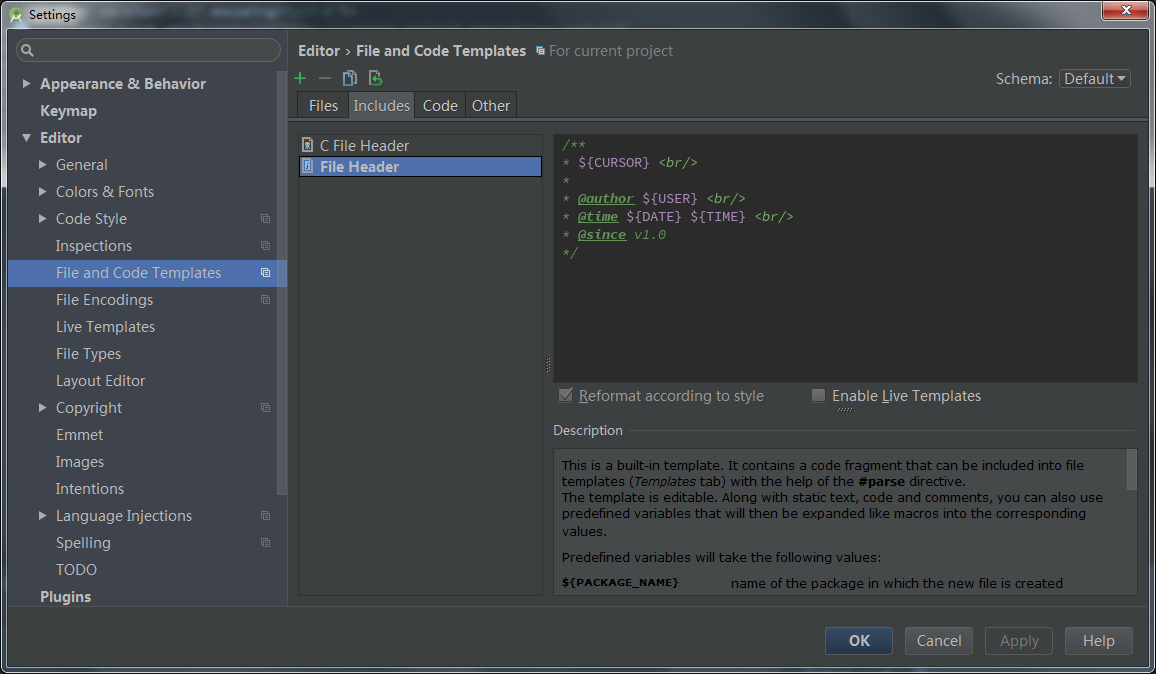 Settings
Appearance & Behavior
Keymap
Editor
General
Colors & Fonts
Code Style
Inspections
File and Code Templates
File Encodings
Live Templates
File Types
Layout Editor
Copyright
Emmet
Images
Intentions
Language Injections
Spelling
TODO
Plugins
Editor › File and Code Templates For current project
Schema: Default
Files Includes Code Other
C File Header
File Header
/**
* ${CURSOR} <br/>
*
* @author ${USER} <br/>
* @time ${DATE} ${TIME} <br/>
* @since v1.0
*/
Reformat according to style Enable Live Templates
Description
This is a built-in template. It contains a code fragment that can be included into file
templates (Templates tab) with the help of the #parse directive.
The template is editable. Along with static text, code and comments, you can also use
predefined variables that will then be expanded like macros into the corresponding
values.
Predefined variables will take the following values:
${PACKAGE_NAME} name of the package in which the new file is created
OK Cancel Apply Help